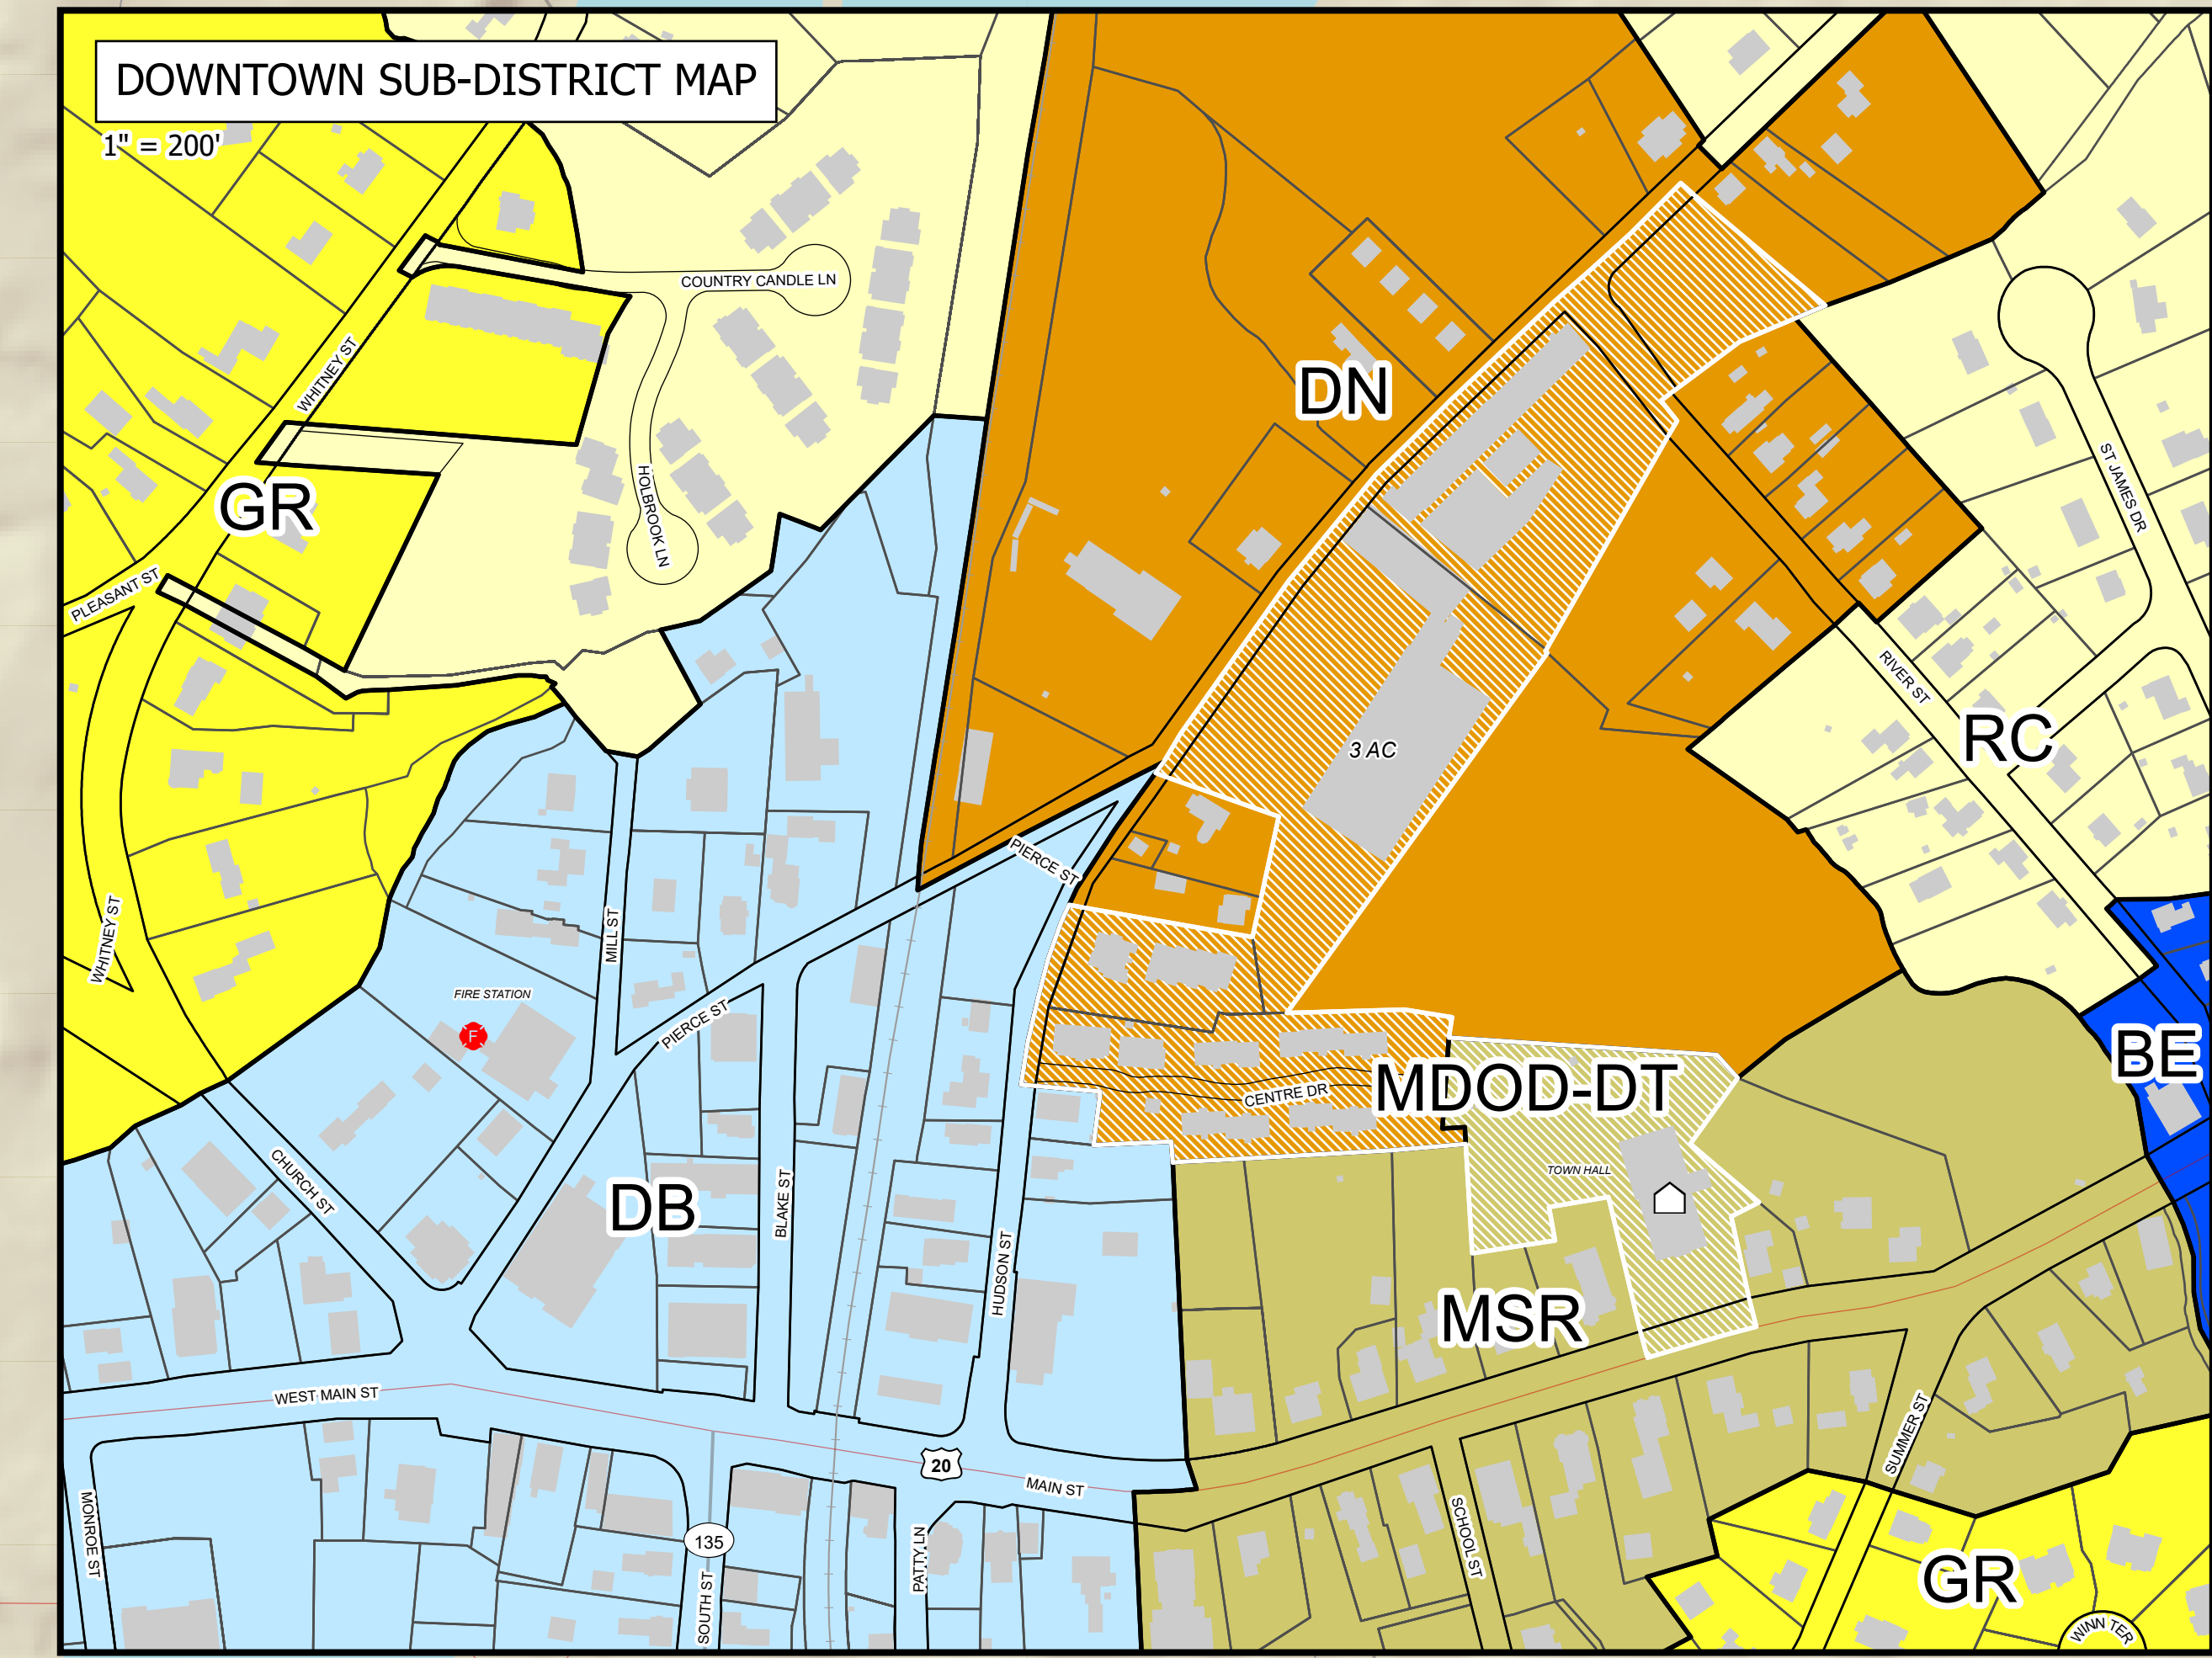 DOWNTOWN SUB-DISTRICT MAP
1" = 200'
COUNTRY CANDLE LN
WHITNEY ST
DN
HOLBROOK LN
GR
ST JAMES DR
PLEASANT ST
RIVER ST
RC
3 AC
PIERCE ST
WHITNEY ST
MILL ST
FIRE STATION
F
PIERCE ST
BE
MDOD-DT
CENTRE DR
TOWN HALL
CHURCH ST
DB
BLAKE ST
HUDSON ST
MSR
WEST MAIN ST
SUMMER ST
20
MAIN ST
MONROE ST
135
SCHOOL ST
PATTY LN
SOUTH ST
GR
WINN TER